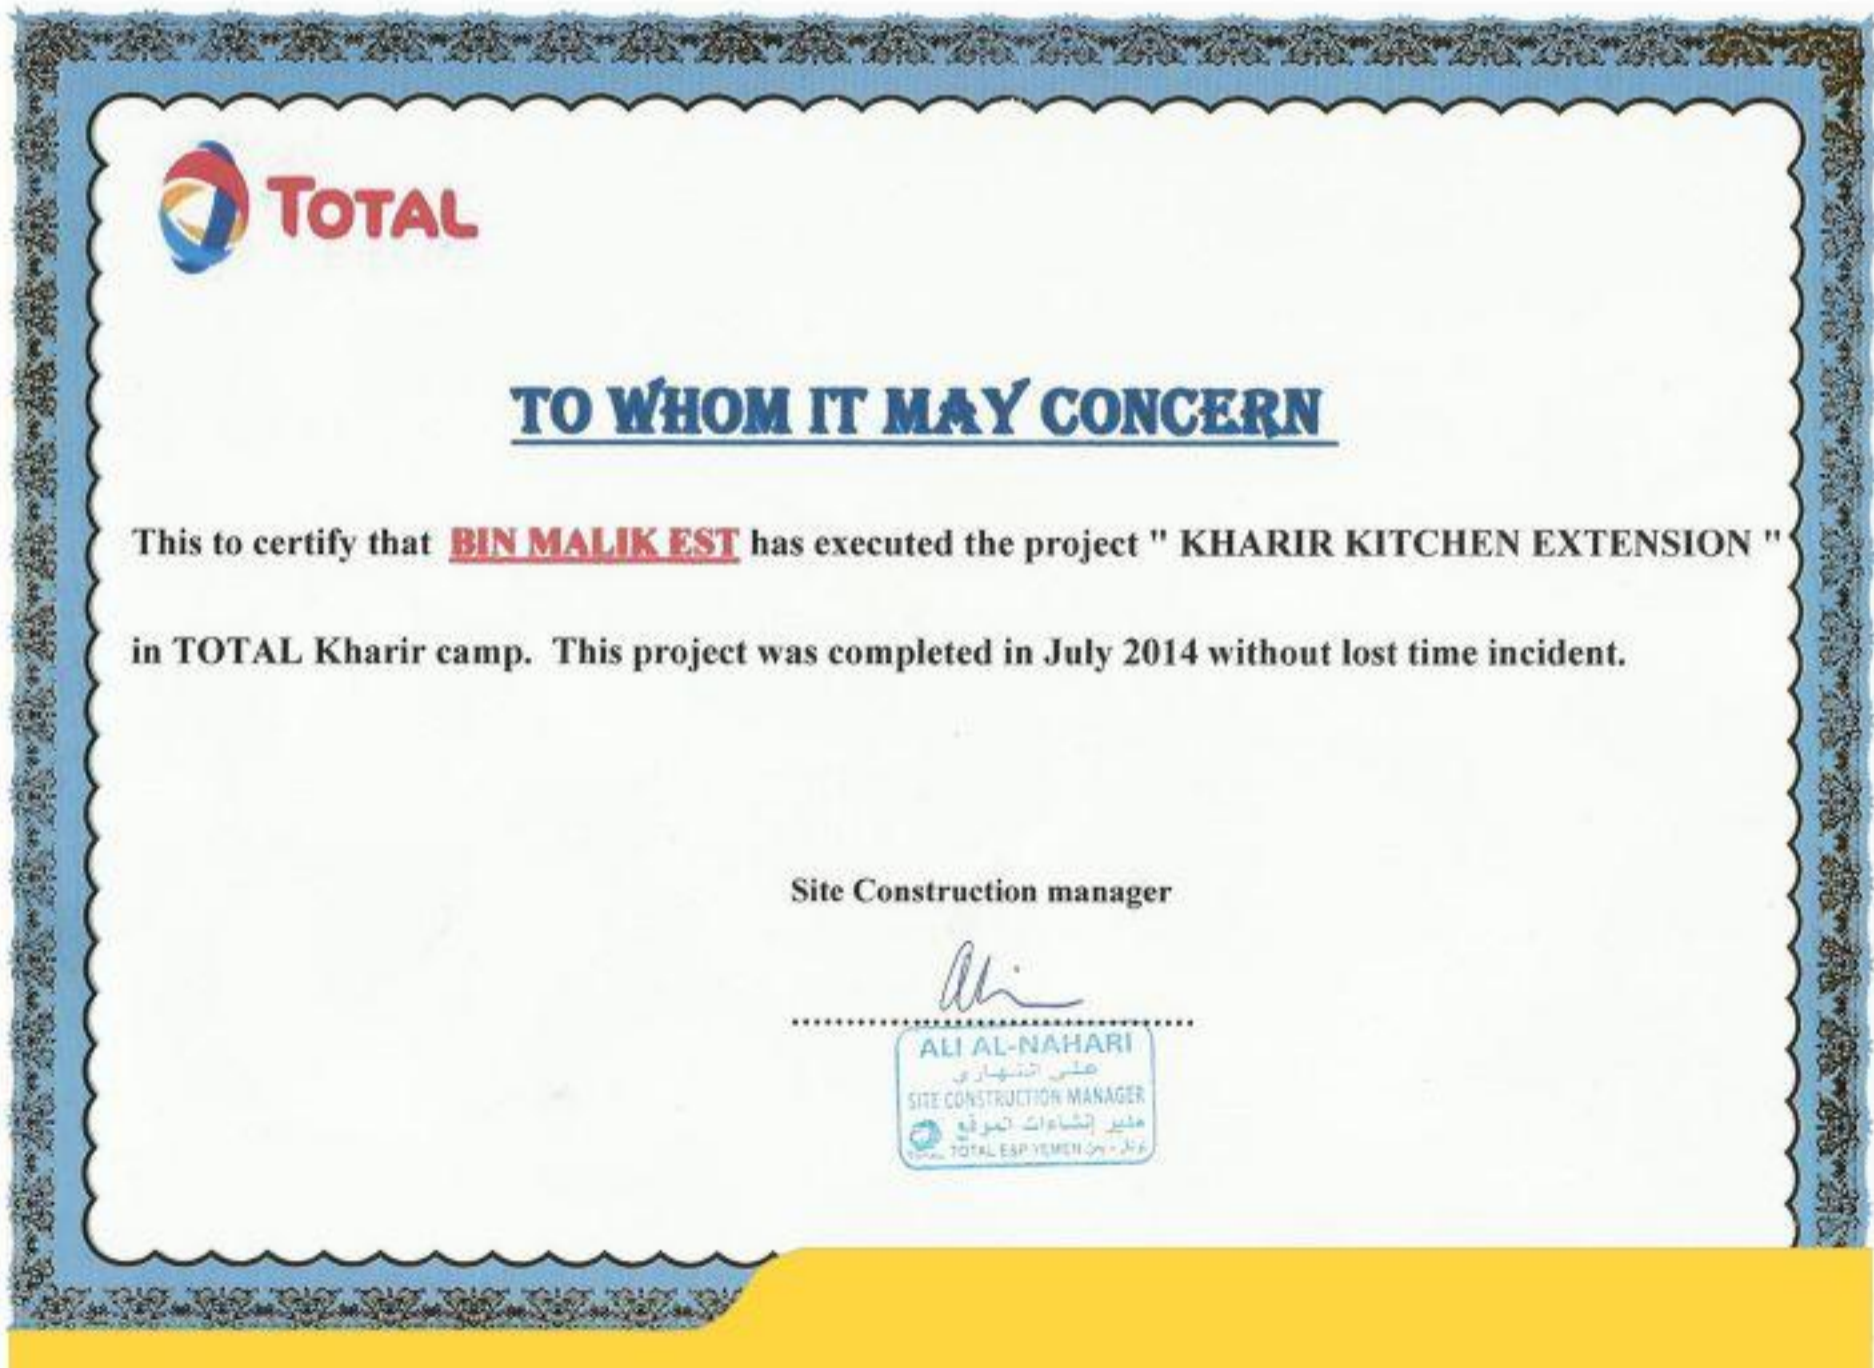 TOTAL
TO WHOM IT MAY CONCERN
This to certify that BIN MALIK EST has executed the project " KHARIR KITCHEN EXTENSION "
in TOTAL Kharir camp. This project was completed in July 2014 without lost time incident.
Site Construction manager
ALI AL-NAHARI
علي النهاري
SITE CONSTRUCTION MANAGER
مدير إنشاءات الموقع
TOTAL E&P YEMEN